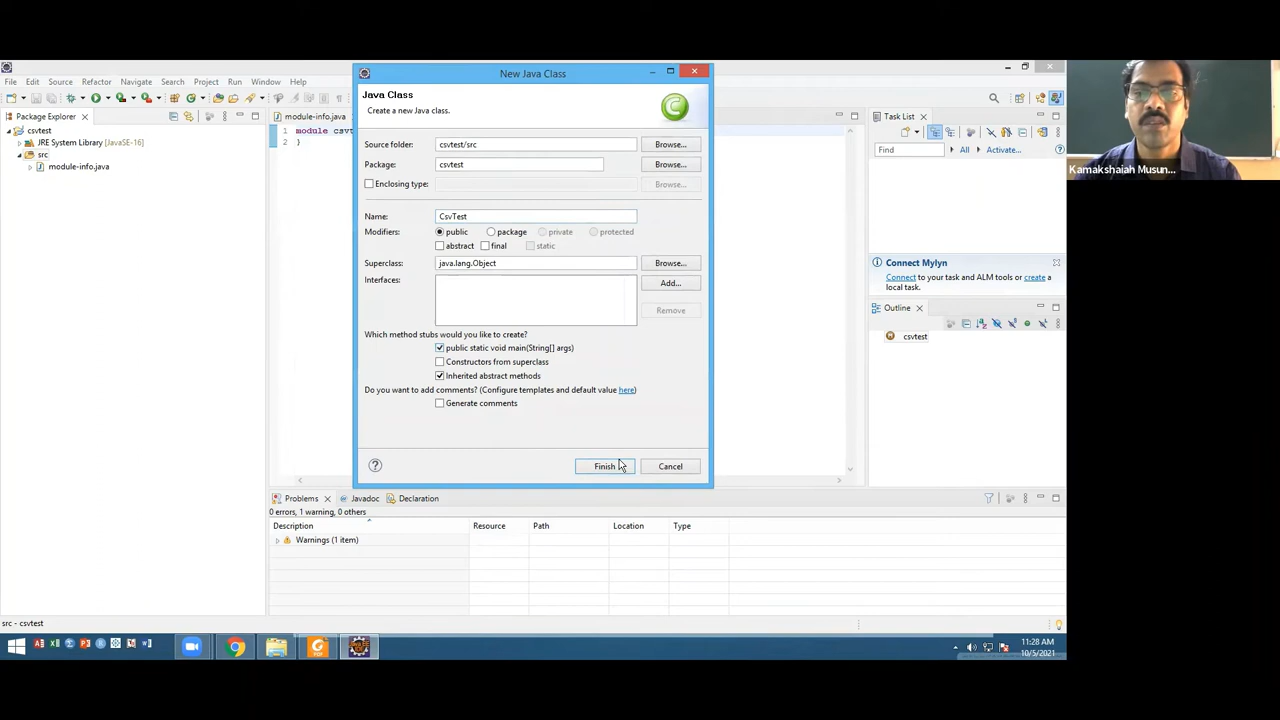 New Java Class
File Edit Source Refactor Navigate Search Project Run Window Help
Java Class
Create a new Java class.
Package Explorer
module-info.java
Task List
csvtest
JRE System Library [JavaSE-16]
src
module-info.java
1 module csvt
2 }
Source folder: csvtest/src Browse...
Package: csvtest Browse...
Enclosing type: Browse...
Name: CsvTest
Modifiers: public package private protected
abstract final static
Superclass: java.lang.Object Browse...
Interfaces: Add...
Remove
Which method stubs would you like to create?
public static void main(String[] args)
Constructors from superclass
Inherited abstract methods
Do you want to add comments? (Configure templates and default value here)
Generate comments
? Finish Cancel
Find All Activate...
Connect Mylyn
Connect to your task and ALM tools or create a
local task.
Outline
csvtest
Kamakshaiah Musun...
Problems Javadoc Declaration
0 errors, 1 warning, 0 others
Description Resource Path Location Type
Warnings (1 item)
src - csvtest
11:28 AM
10/5/2021